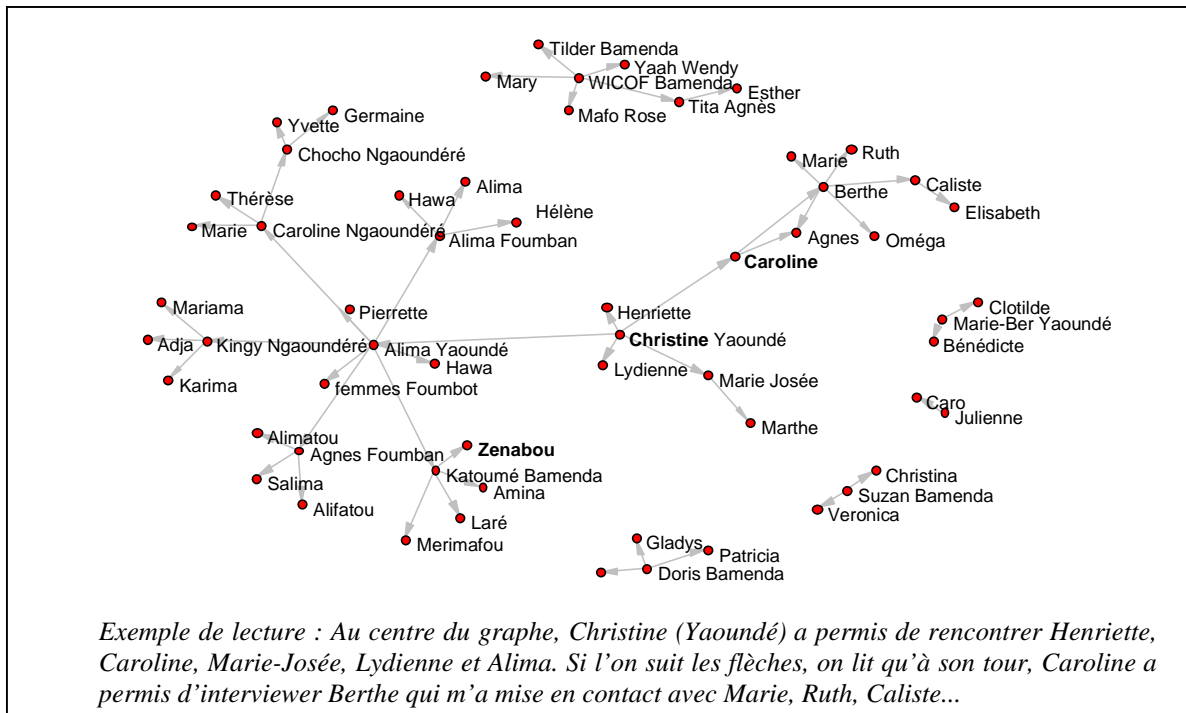 Tilder Bamenda
Yaah Wendy
Mary
WICOF Bamenda
Esther
Tita Agnès
Mafo Rose
Germaine
Yvette
Chocho Ngaoundéré
Marie
Ruth
Berthe
Caliste
Elisabeth
Thérèse
Hawa
Alima
Hélène
Marie
Caroline Ngaoundéré
Alima Foumban
Agnes
Oméga
Caroline
Mariama
Pierrette
Henriette
Clotilde
Marie-Ber Yaoundé
Bénédicte
Adja
Kingy Ngaoundéré
Alima Yaoundé
Christine Yaoundé
Hawa
Lydienne
Marie Josée
Karima
femmes Foumbot
Caro
Julienne
Marthe
Alimatou
Agnes Foumban
Zenabou
Katoumé Bamenda
Christina
Salima
Amina
Suzan Bamenda
Alifatou
Laré
Veronica
Merimafou
Gladys
Patricia
Doris Bamenda
Exemple de lecture : Au centre du graphe, Christine (Yaoundé) a permis de rencontrer Henriette,
Caroline, Marie-Josée, Lydienne et Alima. Si l'on suit les flèches, on lit qu'à son tour, Caroline a
permis d'interviewer Berthe qui m'a mise en contact avec Marie, Ruth, Caliste...